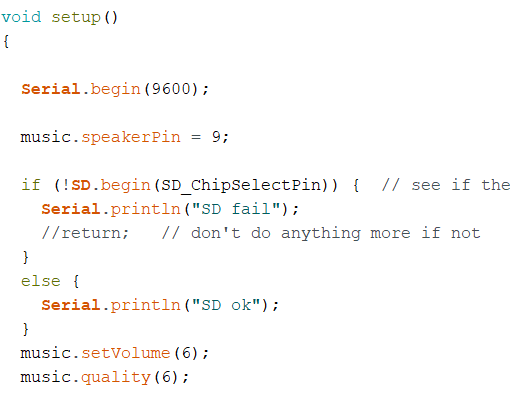 void setup()
{
Serial.begin(9600);
music.speakerPin = 9;
if (!SD.begin(SD_ChipSelectPin)) {  // see if the
Serial.println("SD fail");
//return;   // don't do anything more if not
}
else {
Serial.println("SD ok");
}
music.setVolume(6);
music.quality(6);